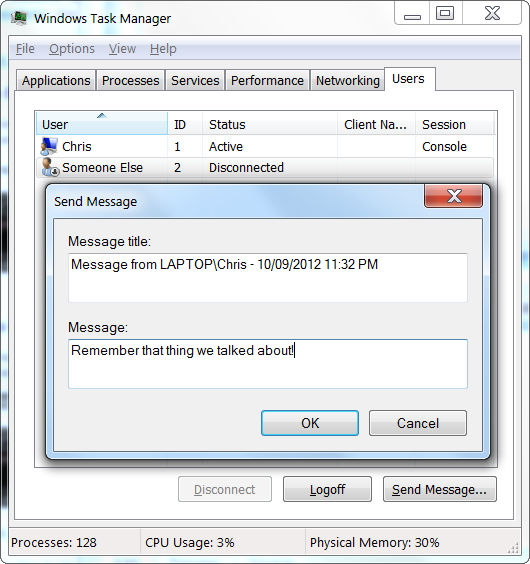 Windows Task Manager
File Options View Help
Applications Processes Services Performance Networking Users
User ID Status Client Na... Session
Chris 1 Active Console
Someone Else 2 Disconnected
Send Message
Message title:
Message from LAPTOP\Chris - 10/09/2012 11:32 PM
Message:
Remember that thing we talked about!
OK Cancel
Disconnect Logoff Send Message...
Processes: 128 CPU Usage: 3% Physical Memory: 30%